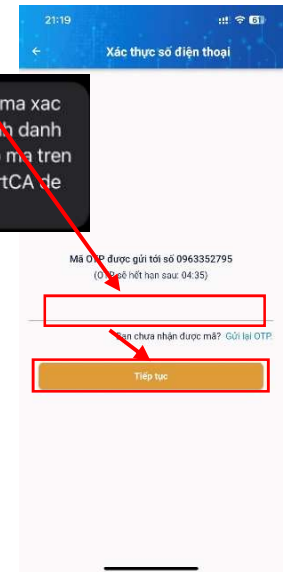 21:19
Xác thực số điện thoại
ma xac
h danh
ma tren
tCA de
Mã OTP được gửi tới số 0963352795
(OTP sẽ hết hạn sau: 04:35)
Bạn chưa nhận được mã? Gửi lại OTP.
Tiếp tục